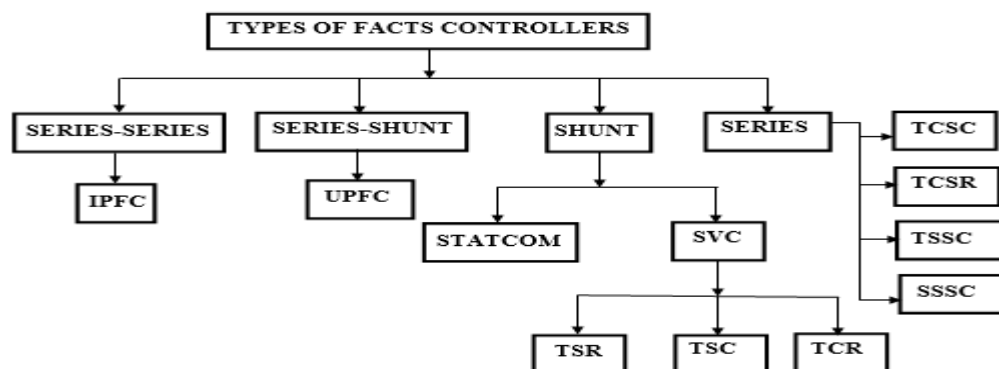 TYPES OF FACTS CONTROLLERS
SERIES-SERIES
SERIES-SHUNT
SHUNT
SERIES
TCSC
IPFC
UPFC
TCSR
STATCOM
SVC
TSSC
SSSC
TSR
TSC
TCR